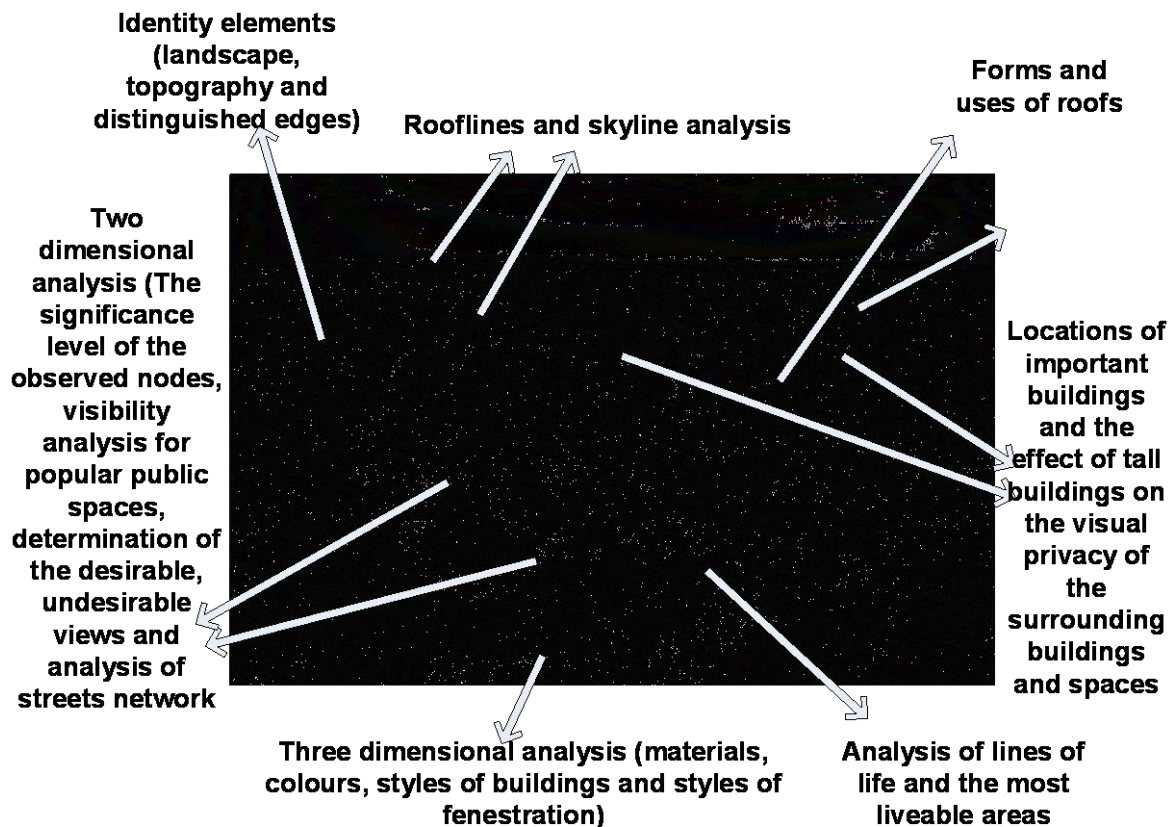 Identity elements
(landscape,
topography and
distinguished edges)
Rooflines and skyline analysis
Forms and
uses of roofs
Two
dimensional
analysis (The
significance
level of the
observed nodes,
visibility
analysis for
popular public
spaces,
determination of
the desirable,
undesirable
views and
analysis of
streets network
Locations of
important
buildings
and the
effect of tall
buildings on
the visual
privacy of
the
surrounding
buildings
and spaces
Three dimensional analysis (materials,
colours, styles of buildings and styles of
fenestration)
Analysis of lines of
life and the most
liveable areas